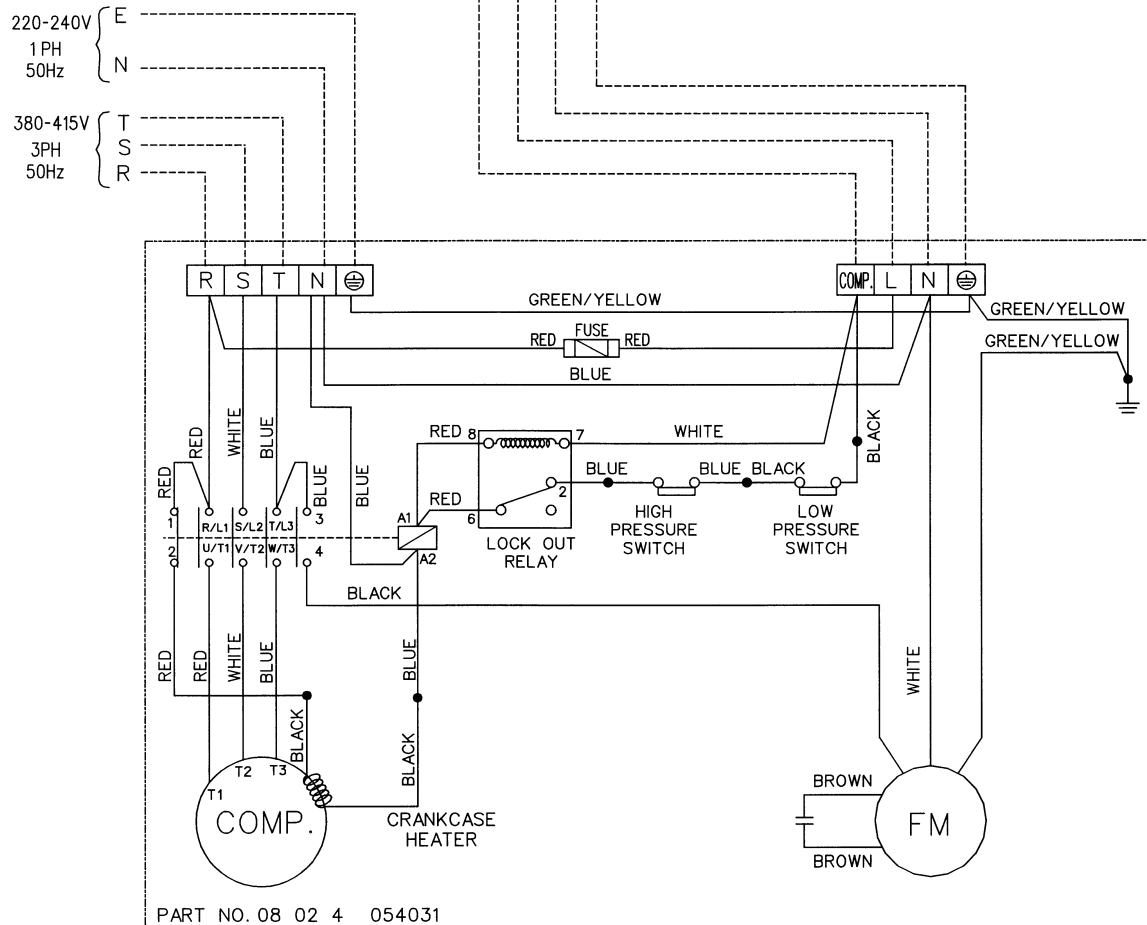 220-240V
1 PH
50Hz
E
N
380-415V
3PH
50Hz
T
S
R
R S T N
COMP. L N
GREEN/YELLOW
GREEN/YELLOW
GREEN/YELLOW
RED FUSE RED
BLUE
RED
RED
WHITE
BLUE
BLUE
BLUE
RED 8
7
WHITE
BLACK
RED
6
2
BLUE
BLUE BLACK
LOCK OUT
RELAY
HIGH
PRESSURE
SWITCH
LOW
PRESSURE
SWITCH
1 R/L1 S/L2 T/L3 3
2 U/T1 V/T2 W/T3 4
A1
A2
BLACK
RED
RED
WHITE
BLUE
BLUE
BLACK
BLACK
WHITE
T1
T2
T3
COMP.
CRANKCASE
HEATER
BROWN
BROWN
FM
PART NO. 08 02 4 054031